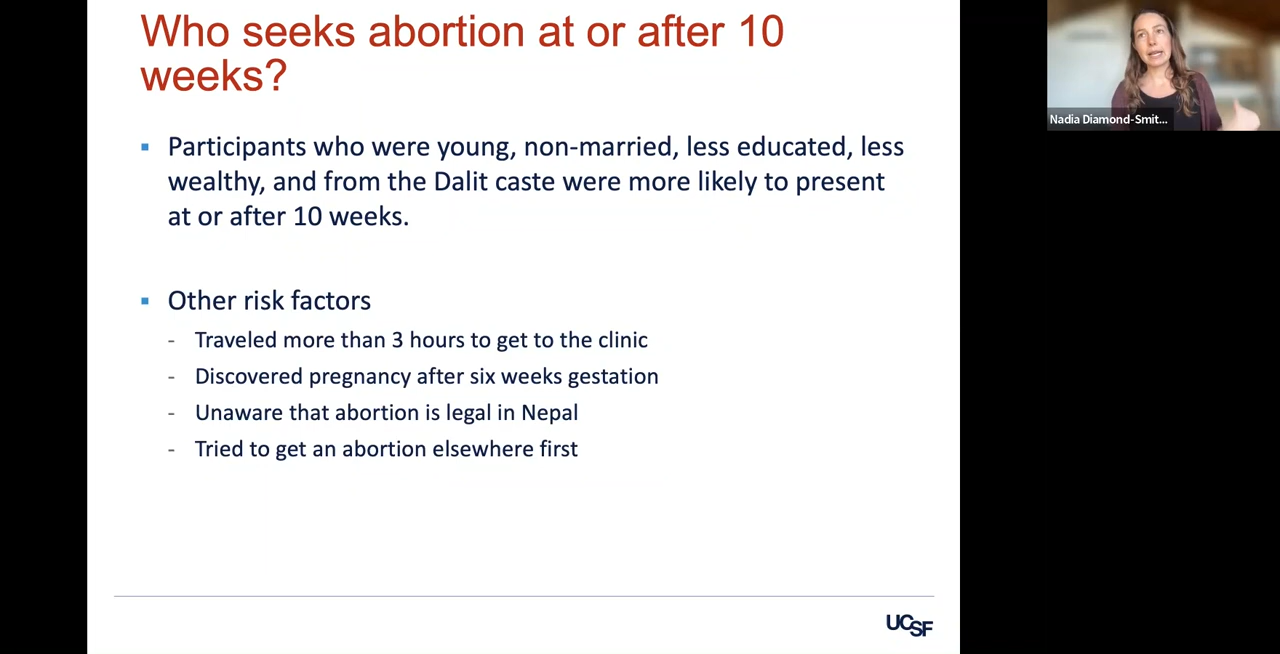 Who seeks abortion at or after 10
weeks?
▪ Participants who were young, non-married, less educated, less
wealthy, and from the Dalit caste were more likely to present
at or after 10 weeks.
▪ Other risk factors
- Traveled more than 3 hours to get to the clinic
- Discovered pregnancy after six weeks gestation
- Unaware that abortion is legal in Nepal
- Tried to get an abortion elsewhere first
UCSF
Nadia Diamond-Smit...